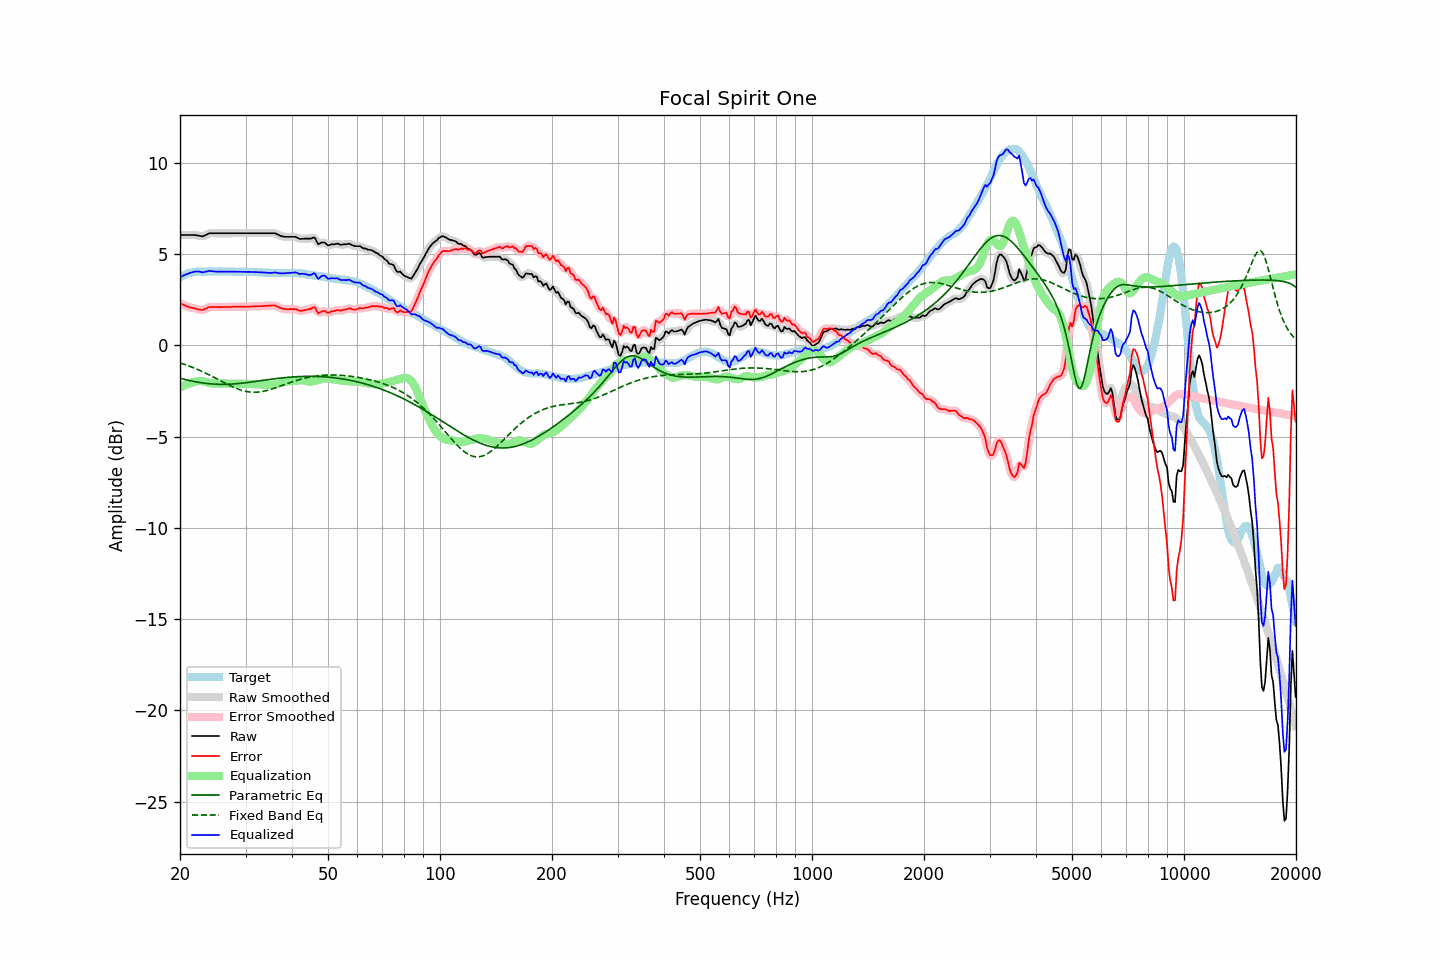 Focal Spirit One
10
5
0
−5
−10
−15
−20
−25
Amplitude (dBr)
Target
Raw Smoothed
Error Smoothed
Raw
Error
Equalization
Parametric Eq
Fixed Band Eq
Equalized
20 50 100 200 500 1000 2000 5000 10000 20000
Frequency (Hz)